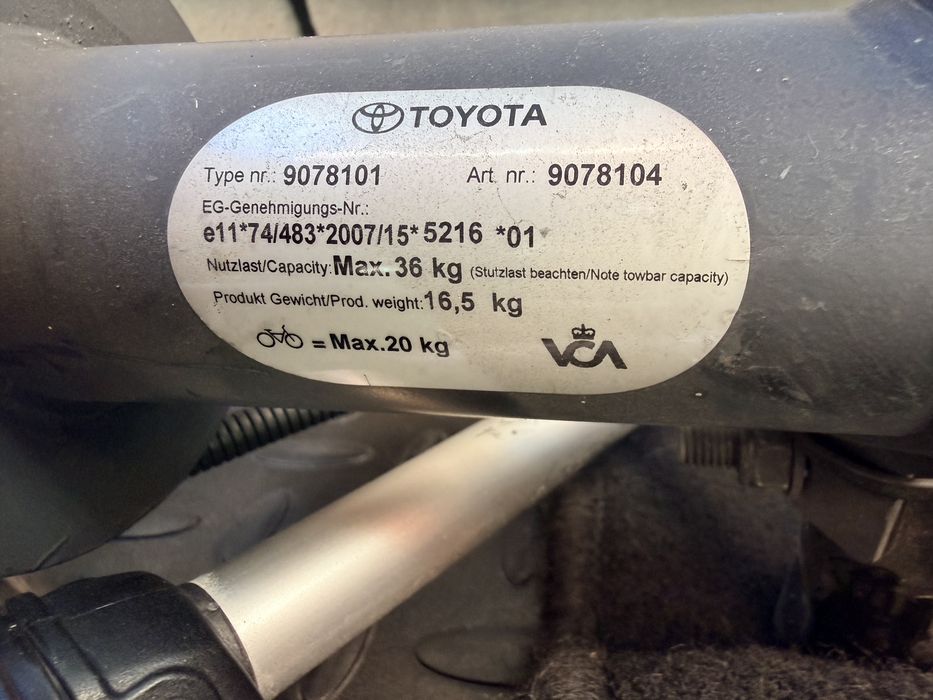 TOYOTA
Type nr.: 9078101 Art. nr.: 9078104
EG-Genehmigungs-Nr.:
e11*74/483*2007/15*5216 *01
Nutzlast/Capacity: Max. 36 kg (Stutzlast beachten/Note towbar capacity)
Produkt Gewicht/Prod. weight: 16,5 kg
= Max.20 kg
VCA